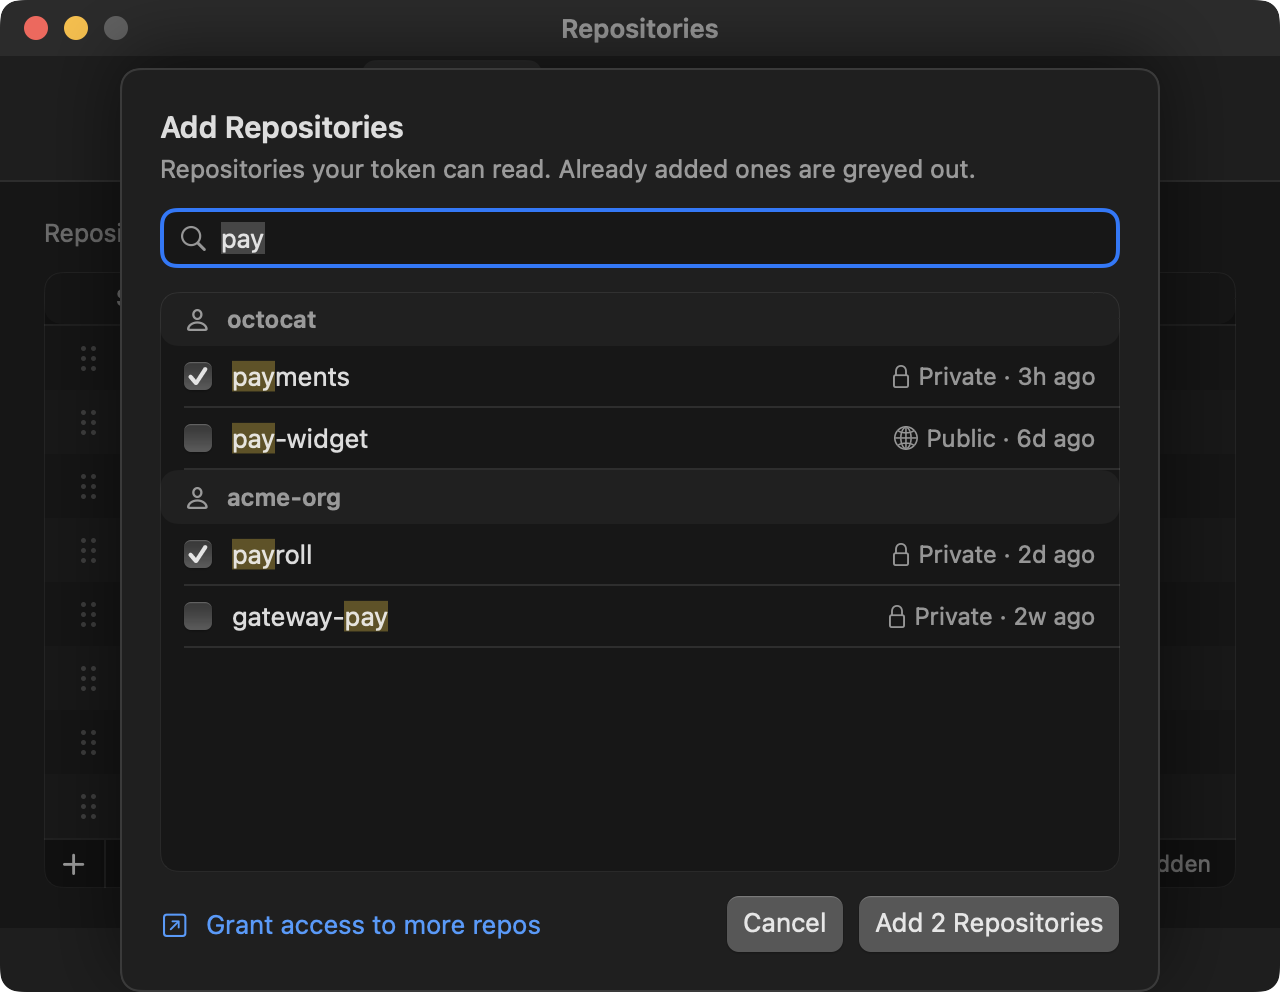 Repositories
Add Repositories
Repositories your token can read. Already added ones are greyed out.
pay
octocat
payments Private · 3h ago
pay-widget Public · 6d ago
acme-org
payroll Private · 2d ago
gateway-pay Private · 2w ago
Grant access to more repos
Cancel
Add 2 Repositories